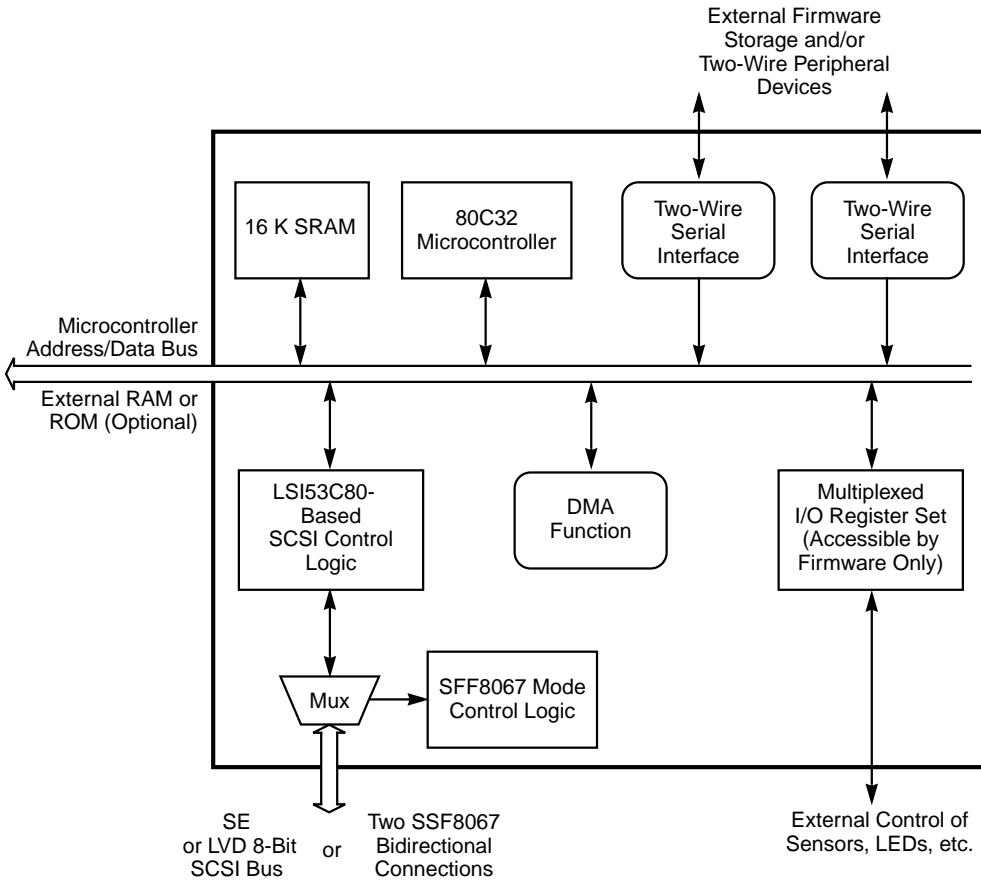 External Firmware
Storage and/or
Two-Wire Peripheral
Devices
16 K SRAM
80C32
Microcontroller
Two-Wire
Serial
Interface
Two-Wire
Serial
Interface
Microcontroller
Address/Data Bus
External RAM or
ROM (Optional)
LSI53C80-
Based
SCSI Control
Logic
DMA
Function
Multiplexed
I/O Register Set
(Accessible by
Firmware Only)
Mux
SFF8067 Mode
Control Logic
SE
or LVD 8-Bit
SCSI Bus
or
Two SSF8067
Bidirectional
Connections
External Control of
Sensors, LEDs, etc.